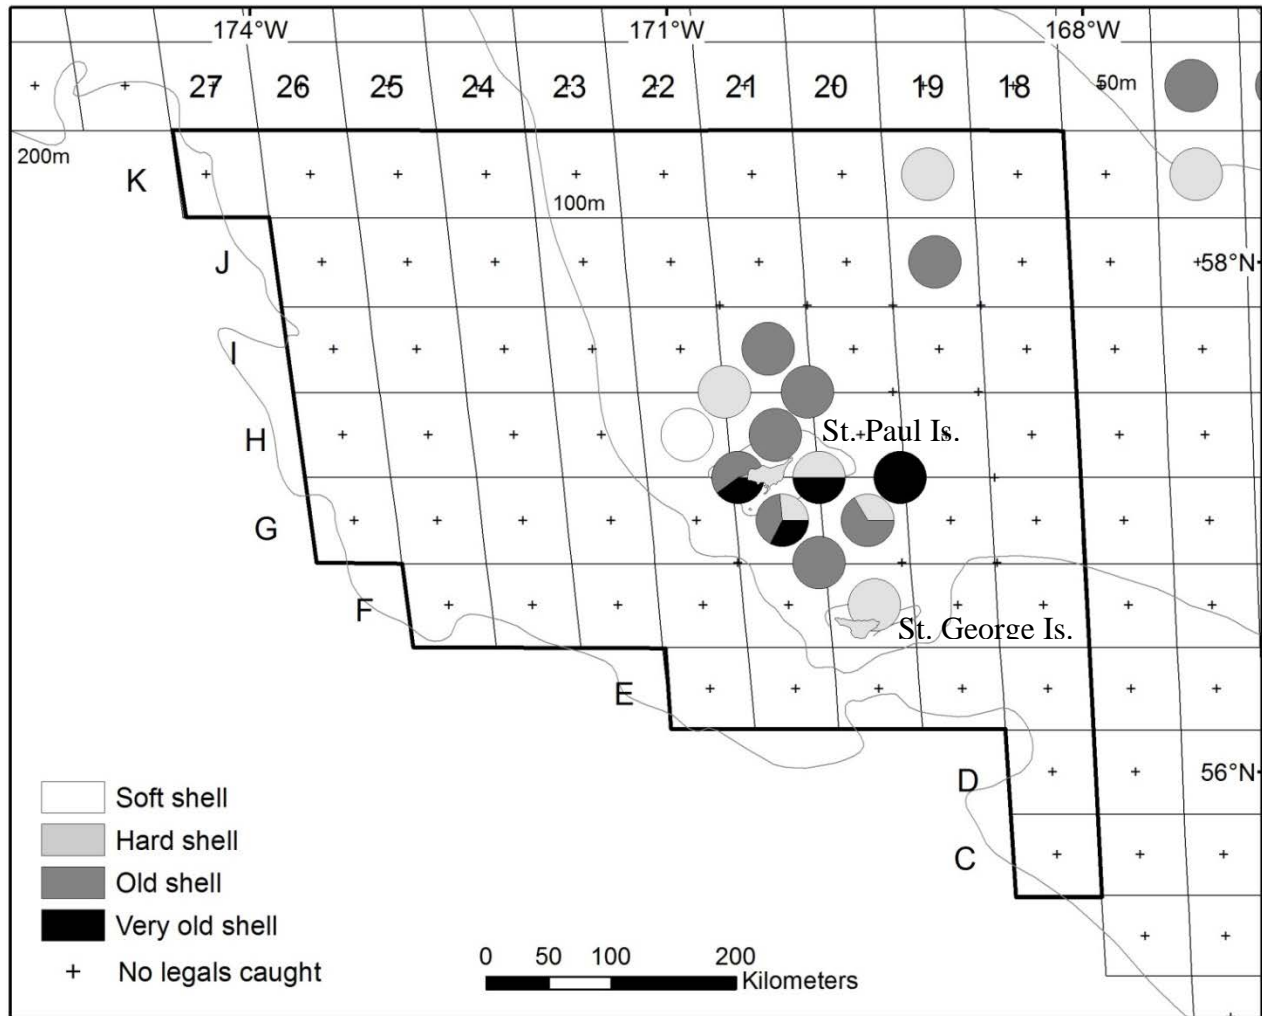 174°W 171°W 168°W
27 26 25 24 23 22 21 20 19 18 50m
200m
K
100m
J 58°N
I
H St. Paul Is.
G
F
St. George Is.
E
D 56°N
C
Soft shell
Hard shell
Old shell
Very old shell
No legals caught
0 50 100 200
Kilometers